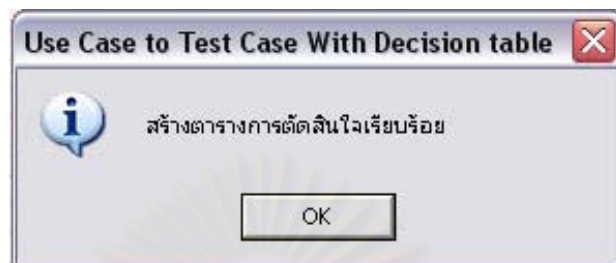 Use Case to Test Case With Decision table
สร้างตารางการตัดสินใจเรียบร้อย
OK